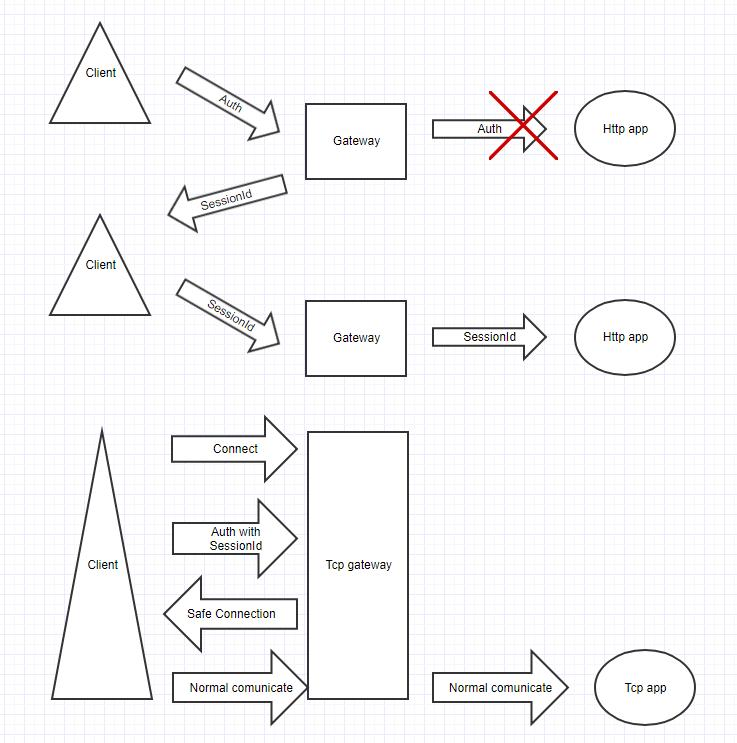 Client
Auth
Gateway
Auth
Http app
SessionId
Client
SessionId
Gateway
SessionId
Http app
Connect
Auth with
SessionId
Client
Tcp gateway
Safe Connection
Normal comunicate
Normal comunicate
Tcp app